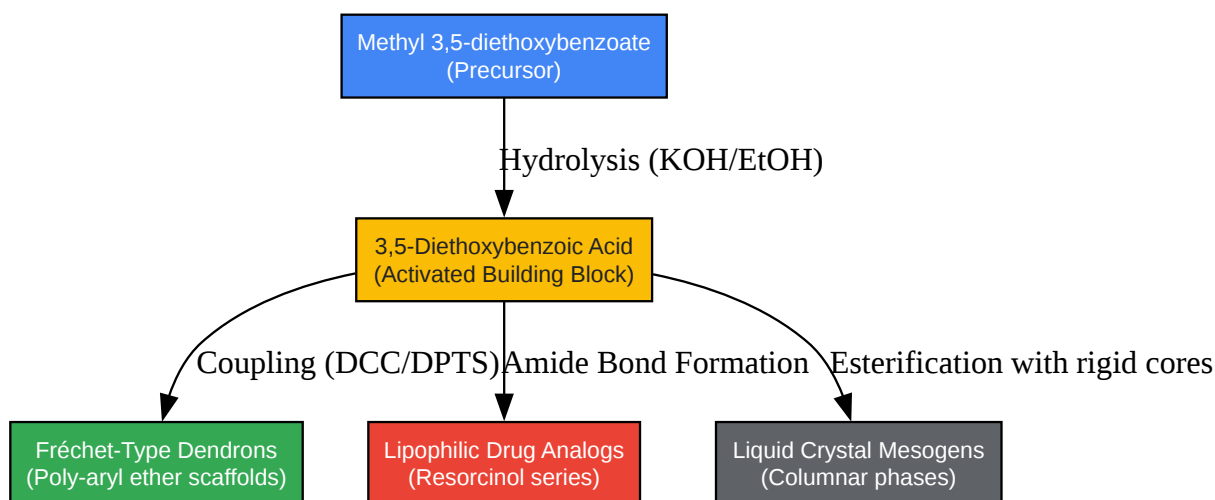 Methyl 3,5-diethoxybenzoate
(Precursor)
Hydrolysis (KOH/EtOH)
3,5-Diethoxybenzoic Acid
(Activated Building Block)
Coupling (DCC/DPTS)
Amide Bond Formation
Esterification with rigid cores
Fréchet-Type Dendrons
(Poly-aryl ether scaffolds)
Lipophilic Drug Analogs
(Resorcinol series)
Liquid Crystal Mesogens
(Columnar phases)